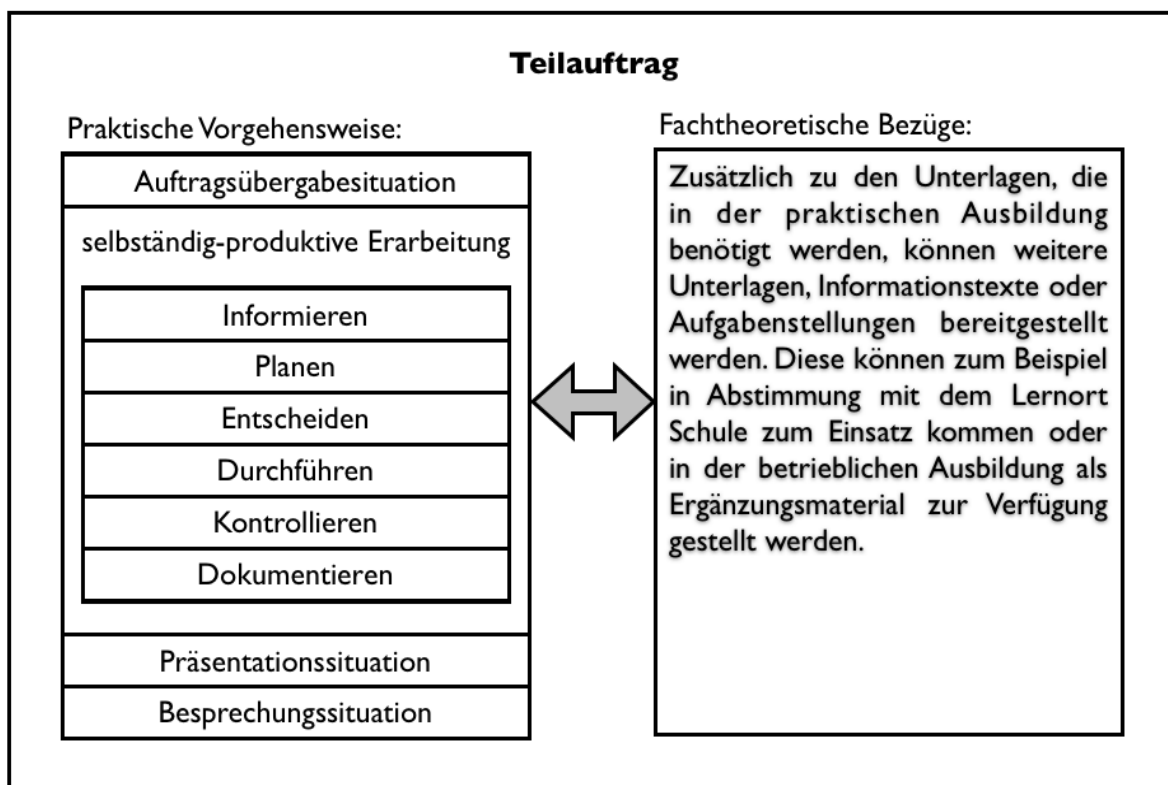 Teilauftrag
Praktische Vorgehensweise:
Auftragsübergabesituation
selbständig-produktive Erarbeitung
Informieren
Planen
Entscheiden
Durchführen
Kontrollieren
Dokumentieren
Präsentationssituation
Besprechungssituation
Fachtheoretische Bezüge:
Zusätzlich zu den Unterlagen, die
in der praktischen Ausbildung
benötigt werden, können weitere
Unterlagen, Informationstexte oder
Aufgabenstellungen bereitgestellt
werden. Diese können zum Beispiel
in Abstimmung mit dem Lernort
Schule zum Einsatz kommen oder
in der betrieblichen Ausbildung als
Ergänzungsmaterial zur Verfügung
gestellt werden.